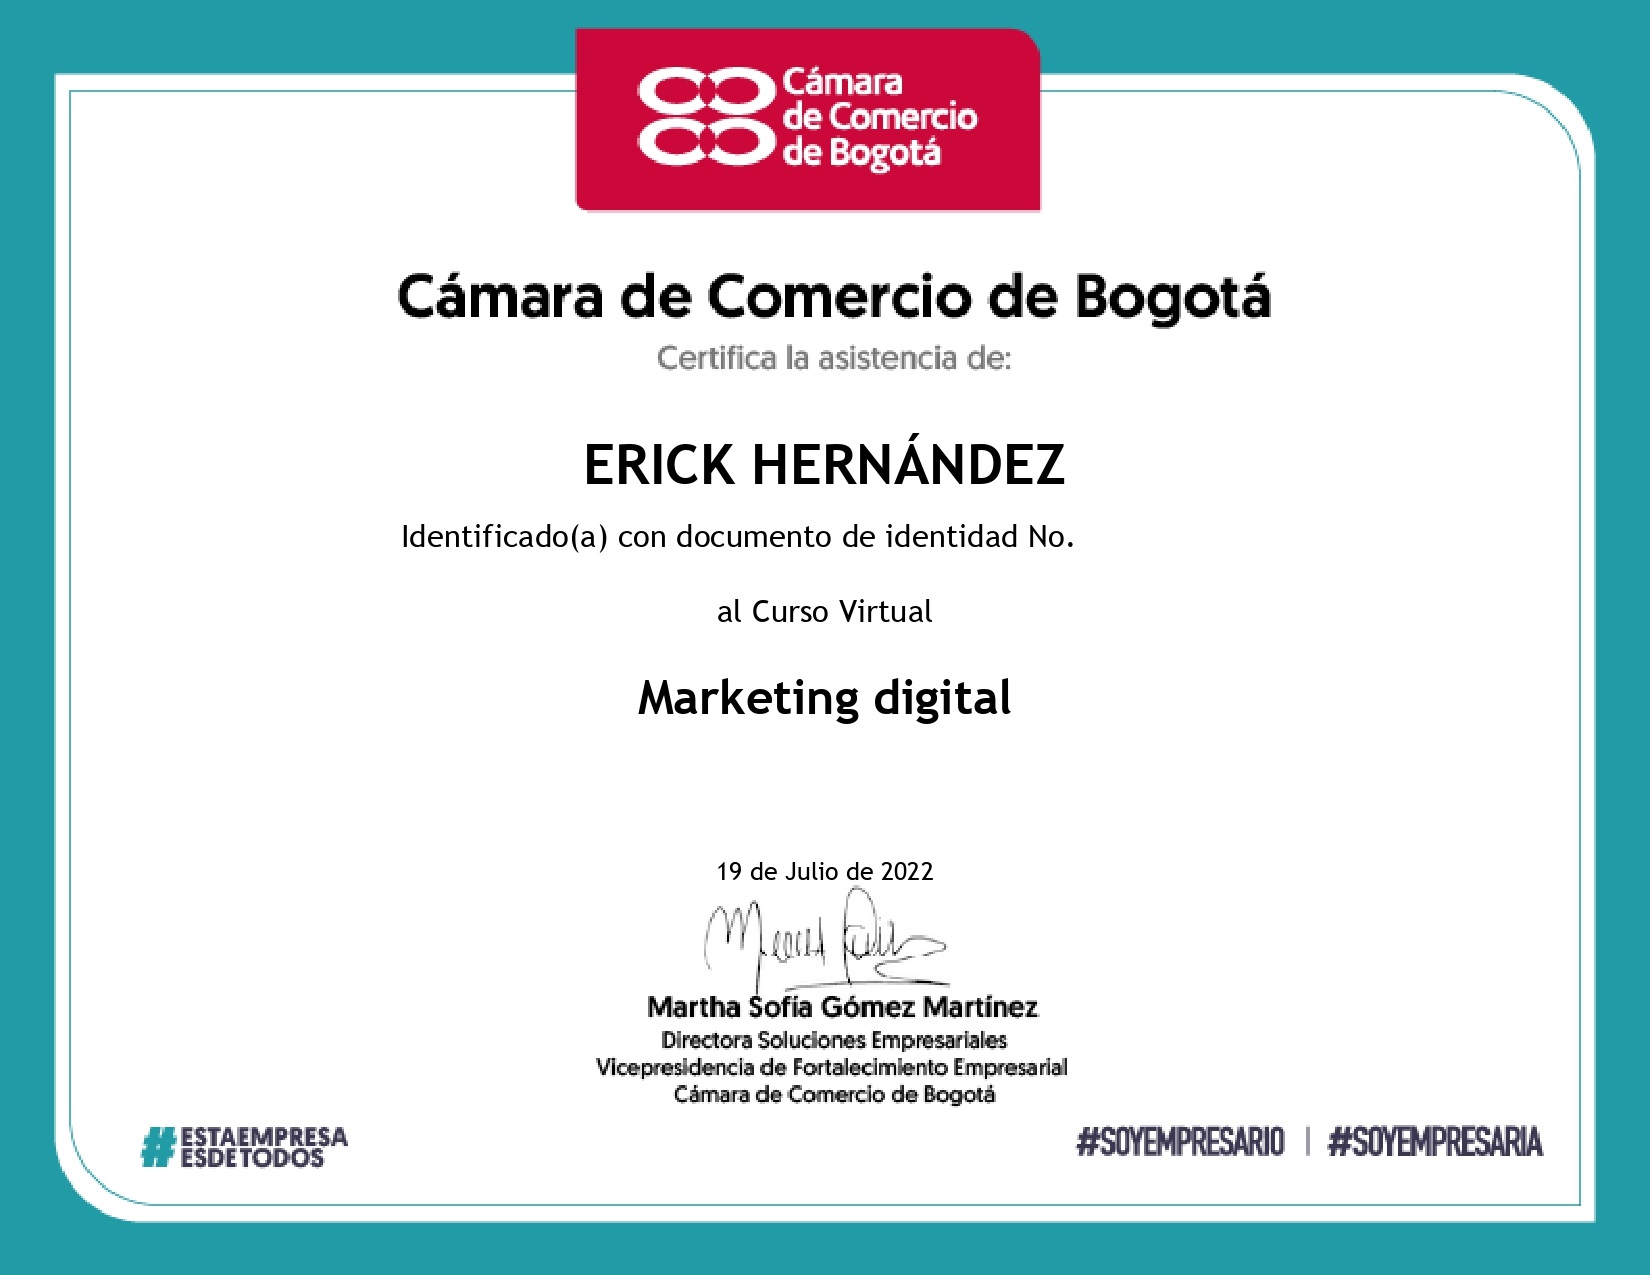 Cámara
de Comercio
de Bogotá
Cámara de Comercio de Bogotá
Certifica la asistencia de:
ERICK HERNÁNDEZ
Identificado(a) con documento de identidad No.
al Curso Virtual
Marketing digital
19 de Julio de 2022
Martha Sofía Gómez Martínez
Directora Soluciones Empresariales
Vicepresidencia de Fortalecimiento Empresarial
Cámara de Comercio de Bogotá
#ESTAEMPRESA
ESDETODOS
#SOYEMPRESARIO | #SOYEMPRESARIA